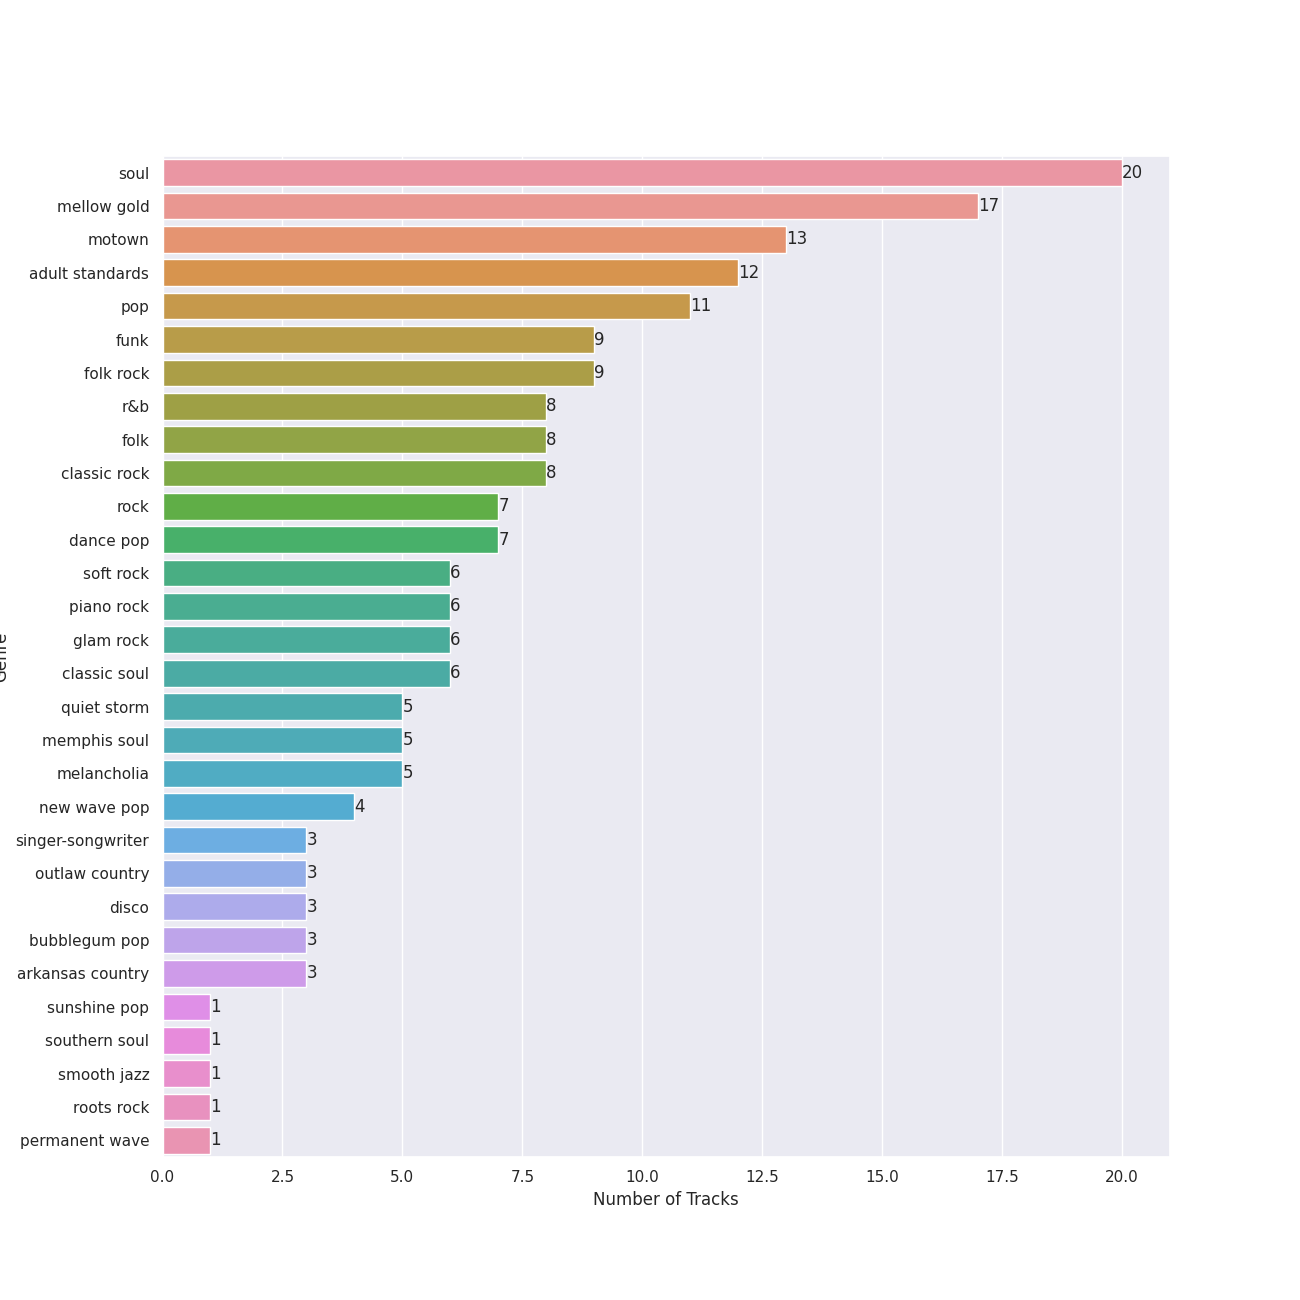 soul 20
mellow gold 17
motown 13
adult standards 12
pop 11
funk 9
folk rock 9
r&b 8
folk 8
classic rock 8
rock 7
dance pop 7
soft rock 6
piano rock 6
glam rock 6
classic soul 6
quiet storm 5
memphis soul 5
melancholia 5
new wave pop 4
singer-songwriter 3
outlaw country 3
disco 3
bubblegum pop 3
arkansas country 3
sunshine pop 1
southern soul 1
smooth jazz 1
roots rock 1
permanent wave 1
0.0 2.5 5.0 7.5 10.0 12.5 15.0 17.5 20.0
Number of Tracks
Genre